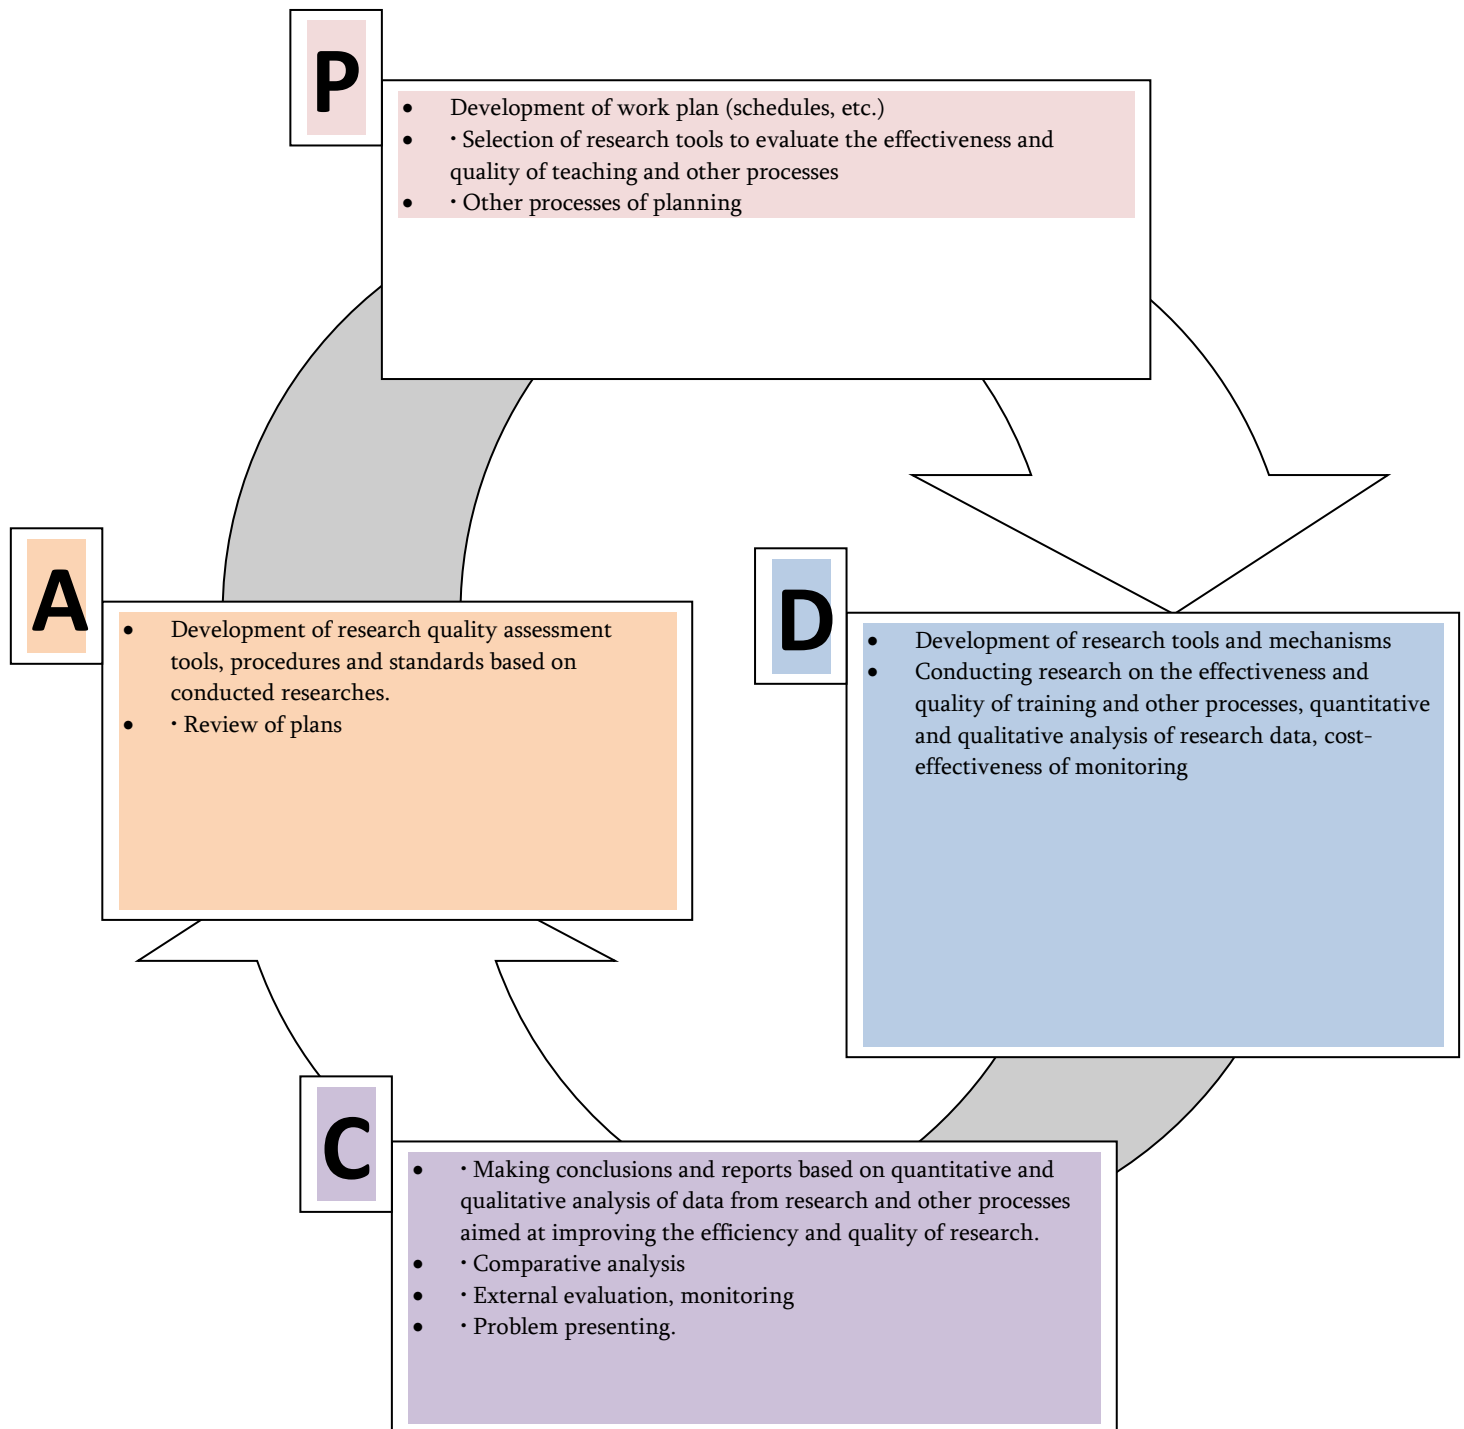 P
• Development of work plan (schedules, etc.)
• · Selection of research tools to evaluate the effectiveness and
quality of teaching and other processes
• · Other processes of planning
A
• Development of research quality assessment
tools, procedures and standards based on
conducted researches.
• · Review of plans
D
• Development of research tools and mechanisms
• Conducting research on the effectiveness and
quality of training and other processes, quantitative
and qualitative analysis of research data, cost-
effectiveness of monitoring
C
• · Making conclusions and reports based on quantitative and
qualitative analysis of data from research and other processes
aimed at improving the efficiency and quality of research.
• · Comparative analysis
• · External evaluation, monitoring
• · Problem presenting.